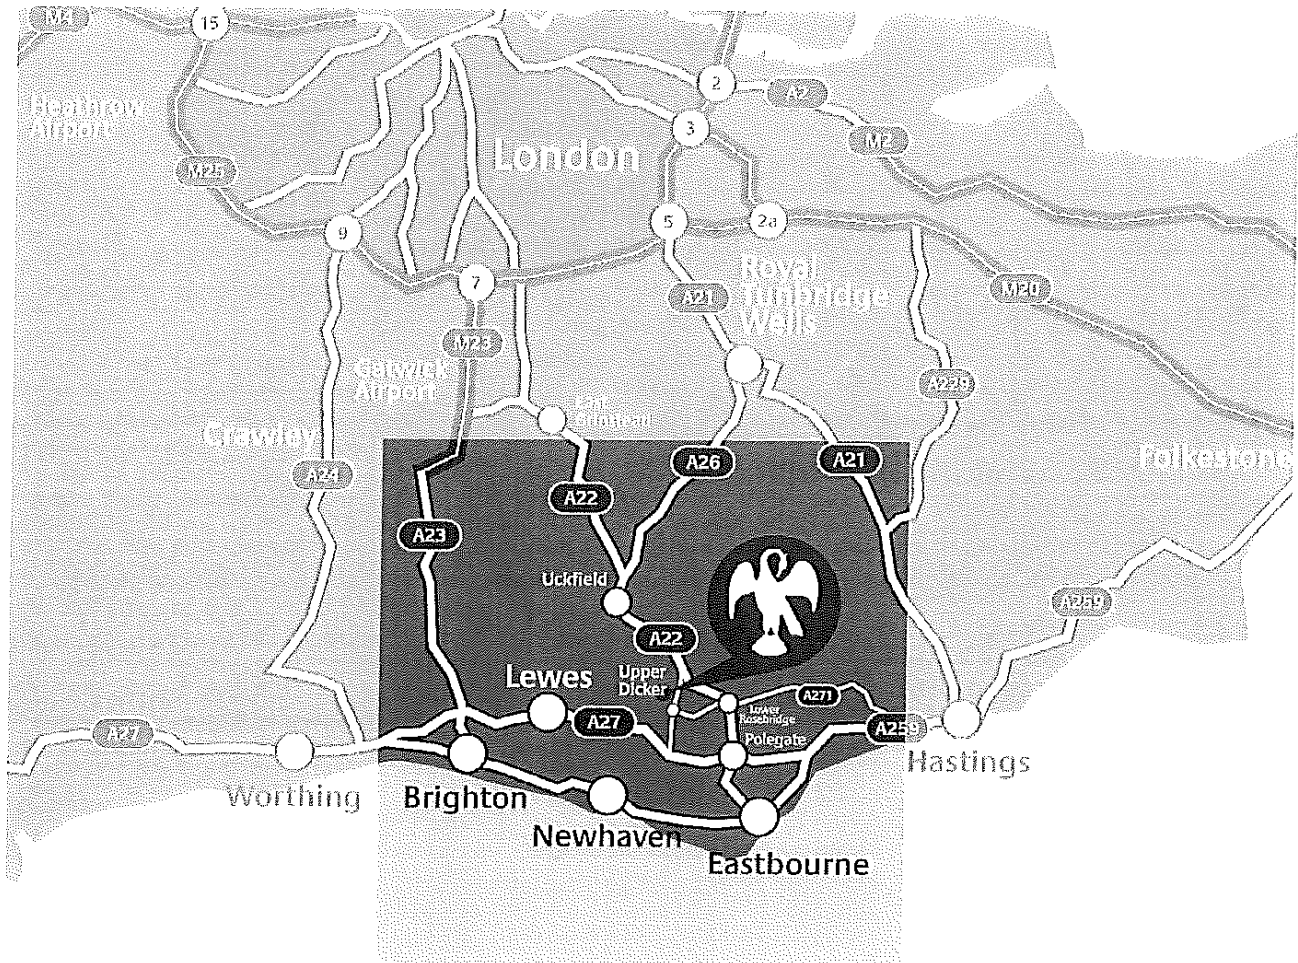 M4
15
2
A2
Heathrow
Airport
3
M2
London
M25
5
2a
9
Royal
Tunbridge
Wells
7
A21
M20
M23
Gatwick
Airport
A229
East
Grinstead
Crawley
A26
A21
Folkestone
A24
A22
A23
Uckfield
A259
A22
Upper
Dicker
Lewes
A271
Lower
Rosebridge
A27
A259
A27
Polegate
Hastings
Worthing
Brighton
Newhaven
Eastbourne